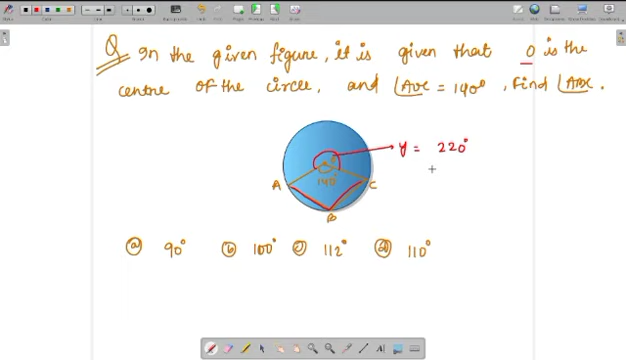 Q In the given figure, it is given that O is the
centre of the circle, and ∠AOC = 140°, Find ∠ABC.
y = 220°
O
140°
A
C
B
(a) 90° (b) 100° (c) 112° (d) 110°